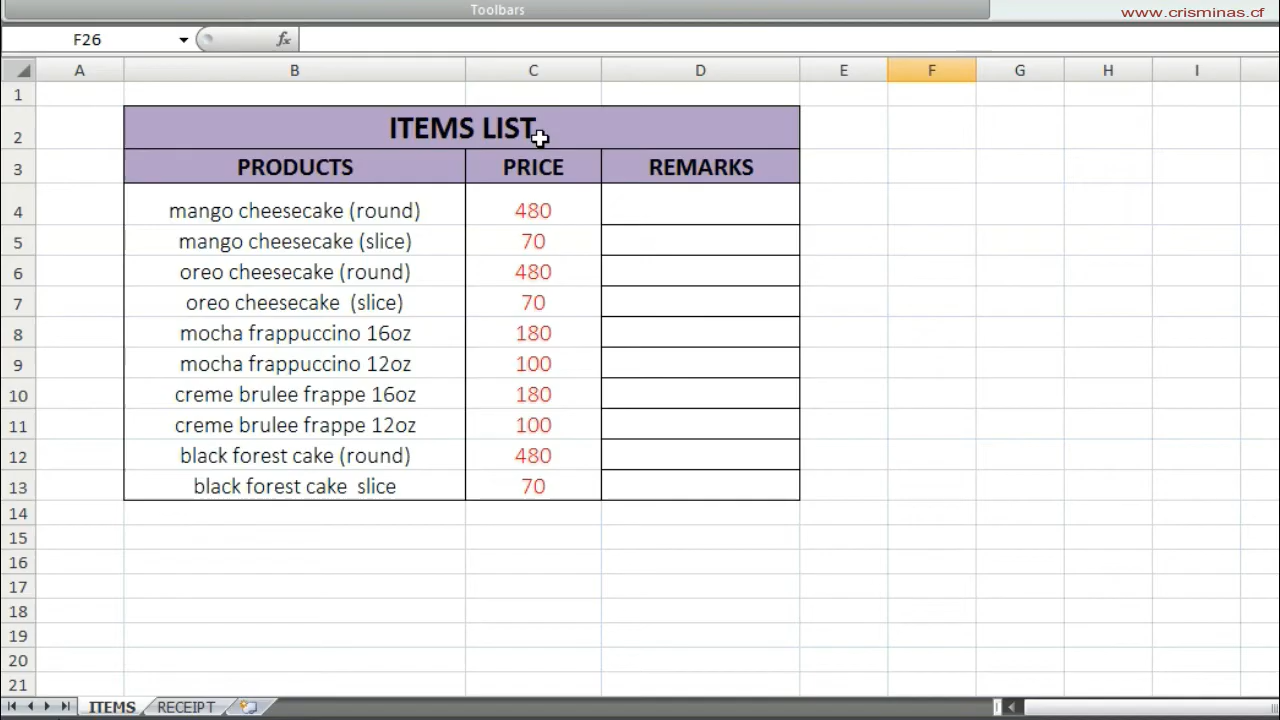 Toolbars
www.crisminas.cf
F26 fx
A B C D E F G H I
1
2 ITEMS LIST
3 PRODUCTS PRICE REMARKS
4 mango cheesecake (round) 480
5 mango cheesecake (slice) 70
6 oreo cheesecake (round) 480
7 oreo cheesecake (slice) 70
8 mocha frappuccino 16oz 180
9 mocha frappuccino 12oz 100
10 creme brulee frappe 16oz 180
11 creme brulee frappe 12oz 100
12 black forest cake (round) 480
13 black forest cake slice 70
14
15
16
17
18
19
20
21
ITEMS RECEIPT